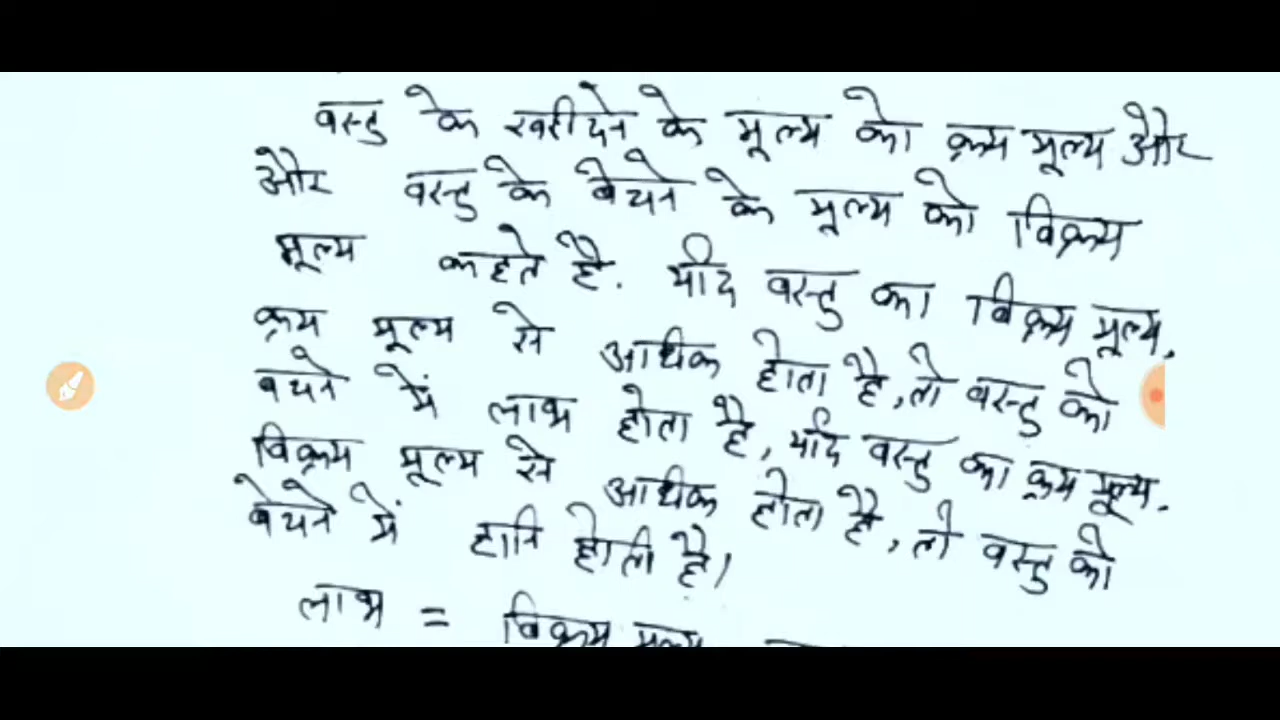 वस्तु के खरीदने के मूल्य को क्रय मूल्य और
और वस्तु के बेचने के मूल्य को विक्रय
मूल्य कहते है. यदि वस्तु का विक्रय मूल्य.
क्रय मूल्य से अधिक होता है, तो वस्तु को
बेचने में लाभ होता है, यदि वस्तु का क्रय मूल्य.
विक्रय मूल्य से अधिक होता है, तो वस्तु को
बेचने में हानि होती है।
लाभ = विक्रय मूल्य